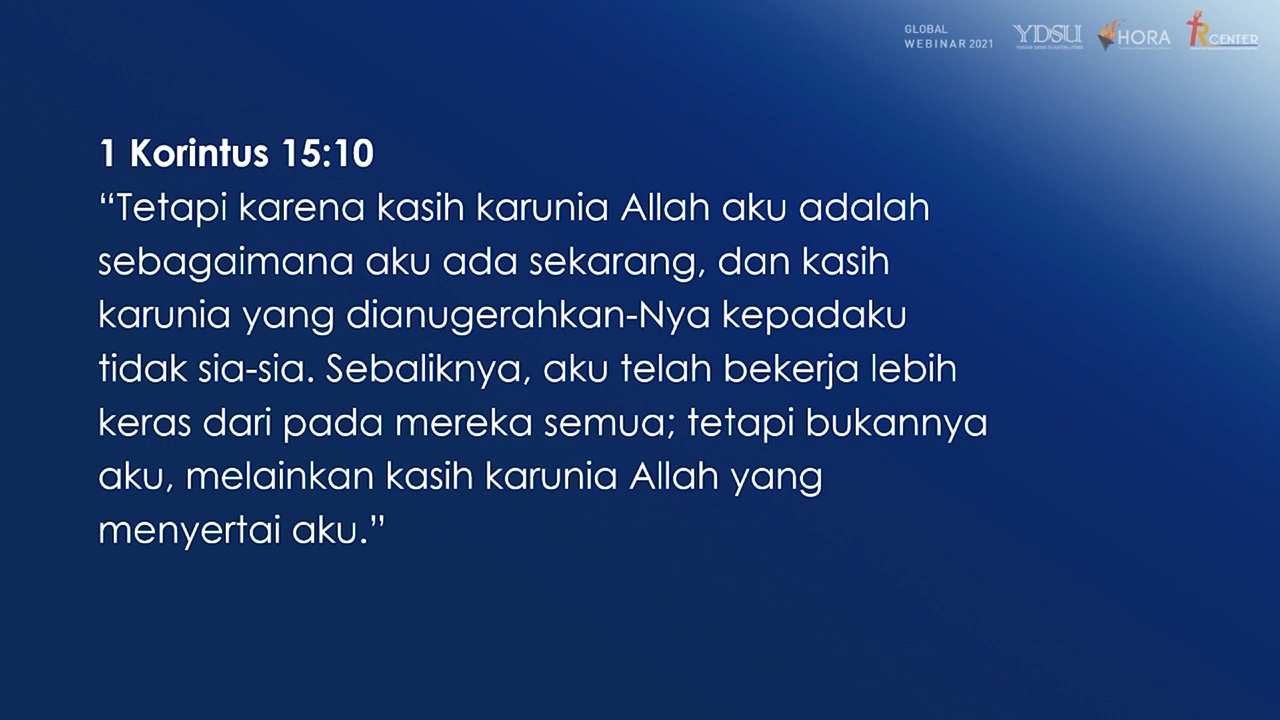 GLOBAL
WEBINAR 2021
YDSU
HORA
RCENTER
1 Korintus 15:10
“Tetapi karena kasih karunia Allah aku adalah
sebagaimana aku ada sekarang, dan kasih
karunia yang dianugerahkan-Nya kepadaku
tidak sia-sia. Sebaliknya, aku telah bekerja lebih
keras dari pada mereka semua; tetapi bukannya
aku, melainkan kasih karunia Allah yang
menyertai aku.”